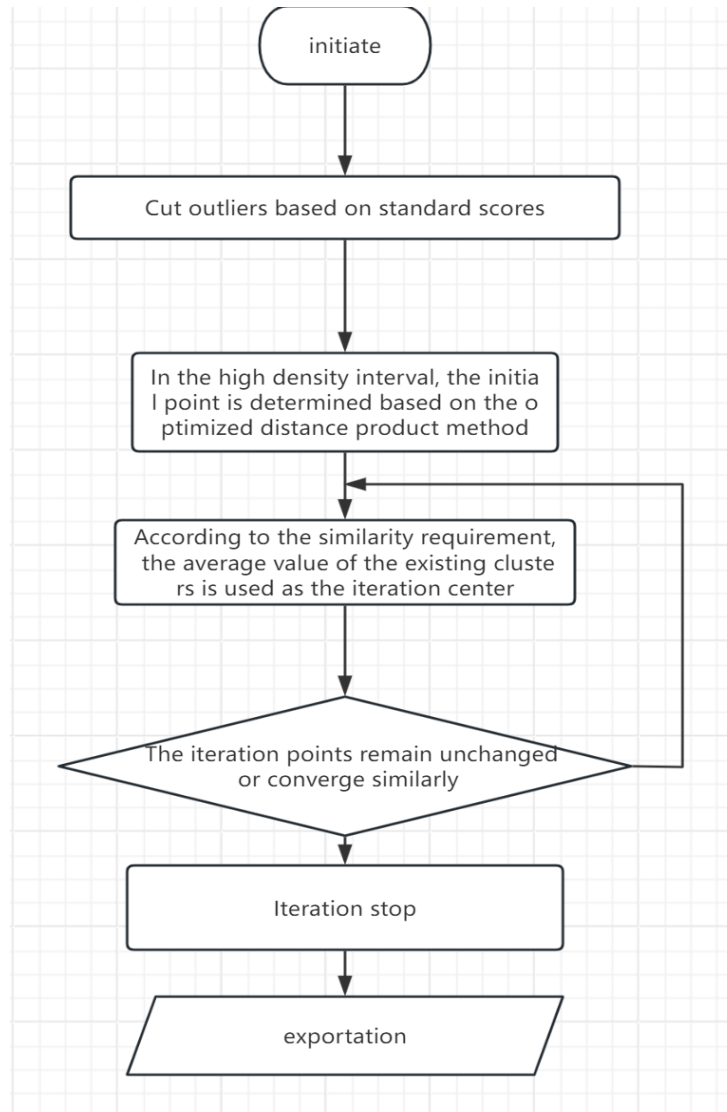 initiate
Cut outliers based on standard scores
In the high density interval, the initia
l point is determined based on the o
ptimized distance product method
According to the similarity requirement,
the average value of the existing cluste
rs is used as the iteration center
The iteration points remain unchanged
or converge similarly
Iteration stop
exportation